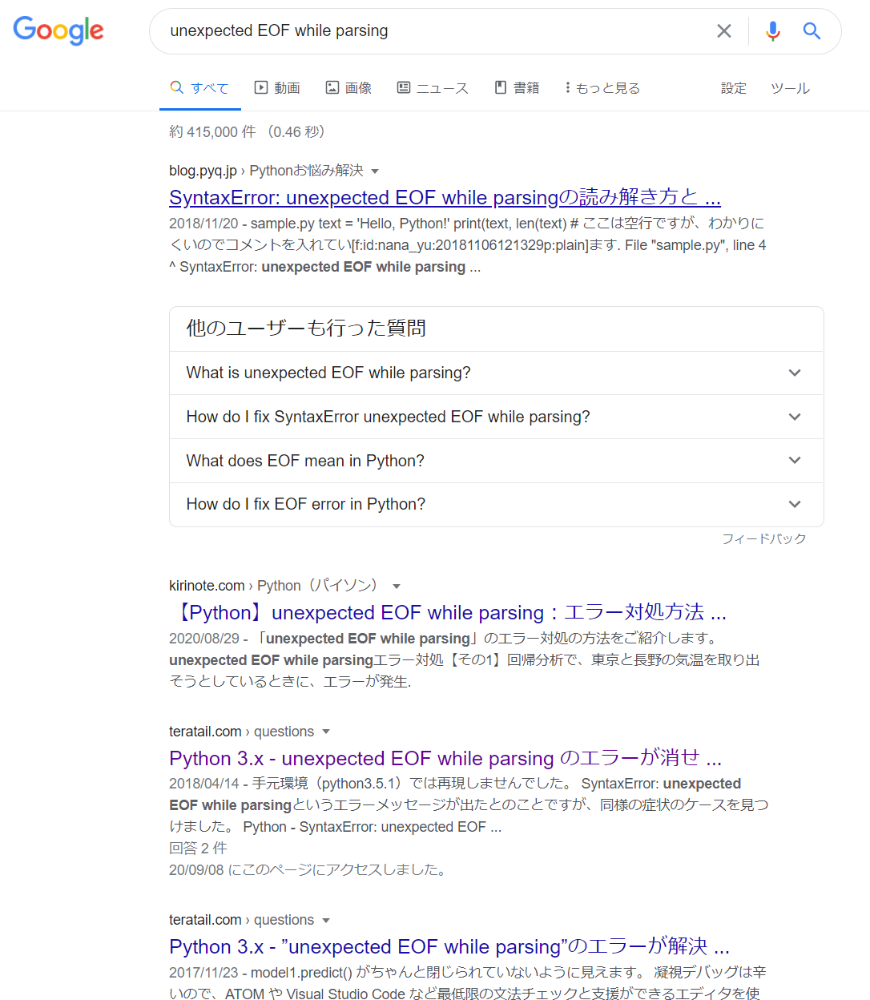 Google
unexpected EOF while parsing
すべて 動画 画像 ニュース 書籍 もっと見る 設定 ツール
約 415,000 件 （0.46 秒）
blog.pyq.jp › Pythonお悩み解決
SyntaxError: unexpected EOF while parsingの読み解き方と ...
2018/11/20 - sample.py text = 'Hello, Python!' print(text, len(text) # ここは空行ですが、わかりに
くいのでコメントを入れてい[f:id:nana_yu:20181106121329p:plain]ます. File "sample.py", line 4
^ SyntaxError: unexpected EOF while parsing ...
他のユーザーも行った質問
What is unexpected EOF while parsing?
How do I fix SyntaxError unexpected EOF while parsing?
What does EOF mean in Python?
How do I fix EOF error in Python?
フィードバック
kirinote.com › Python（パイソン）
【Python】unexpected EOF while parsing：エラー対処方法 ...
2020/08/29 - 「unexpected EOF while parsing」のエラー対処の方法をご紹介します。
unexpected EOF while parsingエラー対処【その1】回帰分析で、東京と長野の気温を取り出
そうとしているときに、エラーが発生.
teratail.com › questions
Python 3.x - unexpected EOF while parsing のエラーが消せ ...
2018/04/14 - 手元環境（python3.5.1）では再現しませんでした。 SyntaxError: unexpected
EOF while parsingというエラーメッセージが出たとのことですが、同様の症状のケースを見つ
けました。 Python - SyntaxError: unexpected EOF ...
回答 2 件
20/09/08 にこのページにアクセスしました。
teratail.com › questions
Python 3.x - ”unexpected EOF while parsing”のエラーが解決 ...
2017/11/23 - model1.predict() がちゃんと閉じられていないように見えます。 凝視デバッグは辛
いので、ATOM や Visual Studio Code など最低限の文法チェックと支援ができるエディタを使